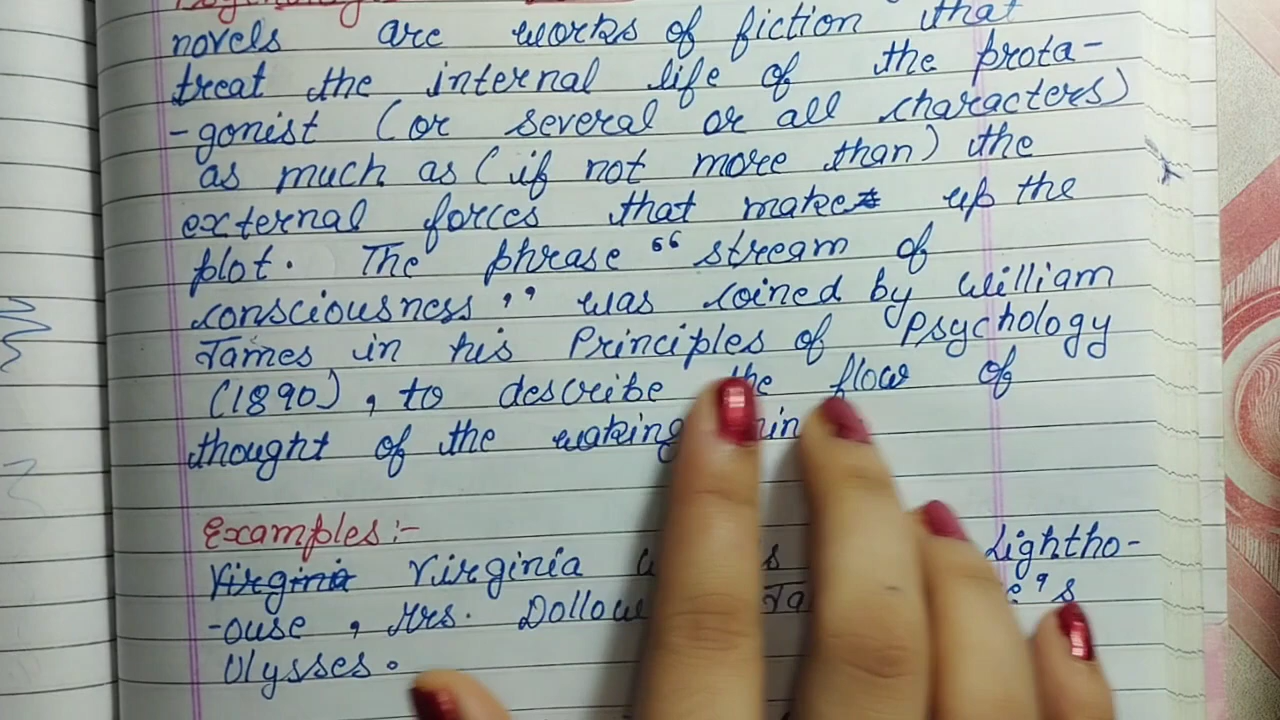 novels are works of fiction that
treat the internal life of the prota-
-gonist (or several or all characters)
as much as (if not more than) the
external forces that make up the
plot. The phrase “ stream of
consciousness ” was coined by William
James in his Principles of Psychology
(1890), to describe the flow of
thought of the waking
Examples:-
Virginia Virginia Lightho-
-ouse, Mrs.
Ulysses.